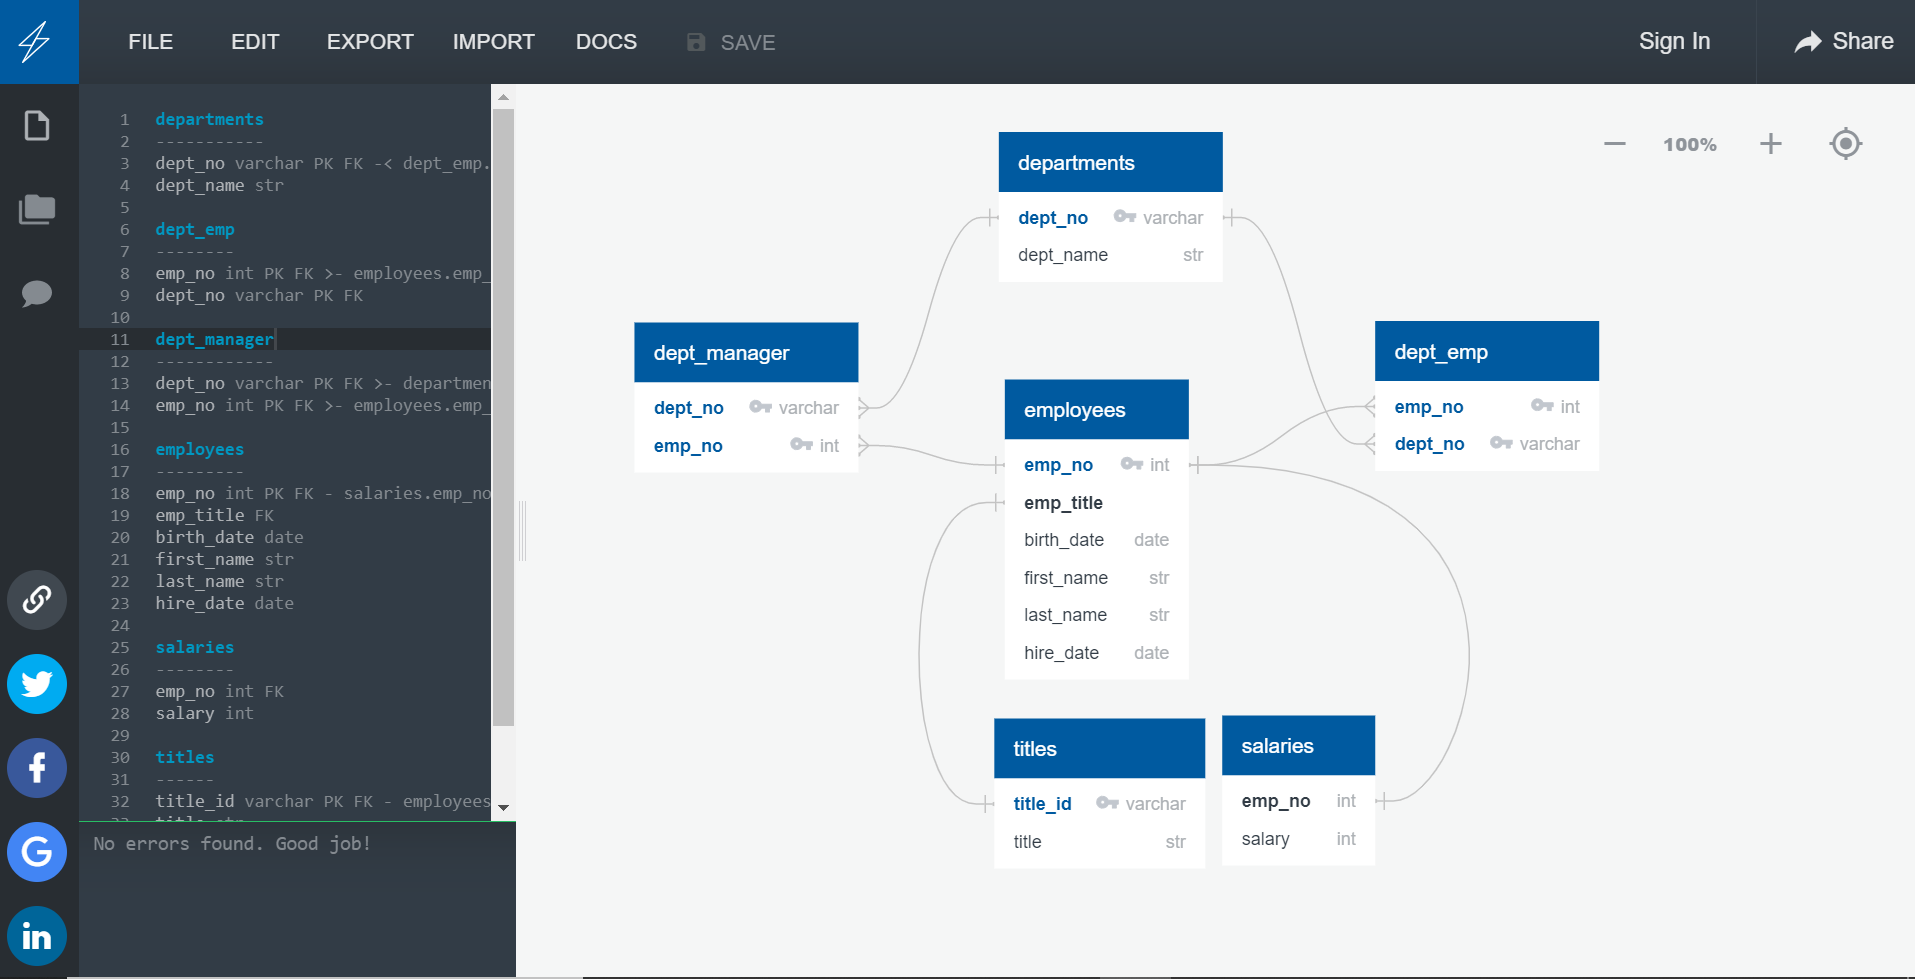 FILE EDIT EXPORT IMPORT DOCS SAVE Sign In Share
1 departments
2 -----------
3 dept_no varchar PK FK -< dept_emp.
4 dept_name str
5
6 dept_emp
7 --------
8 emp_no int PK FK >- employees.emp_
9 dept_no varchar PK FK
10
11 dept_manager
12 ------------
13 dept_no varchar PK FK >- departmen
14 emp_no int PK FK >- employees.emp_
15
16 employees
17 ---------
18 emp_no int PK FK - salaries.emp_no
19 emp_title FK
20 birth_date date
21 first_name str
22 last_name str
23 hire_date date
24
25 salaries
26 --------
27 emp_no int FK
28 salary int
29
30 titles
31 ------
32 title_id varchar PK FK - employees
33 title str
No errors found. Good job!
100%
departments
dept_no varchar
dept_name str
dept_manager
dept_no varchar
emp_no int
dept_emp
emp_no int
dept_no varchar
employees
emp_no int
emp_title
birth_date date
first_name str
last_name str
hire_date date
titles
title_id varchar
title str
salaries
emp_no int
salary int